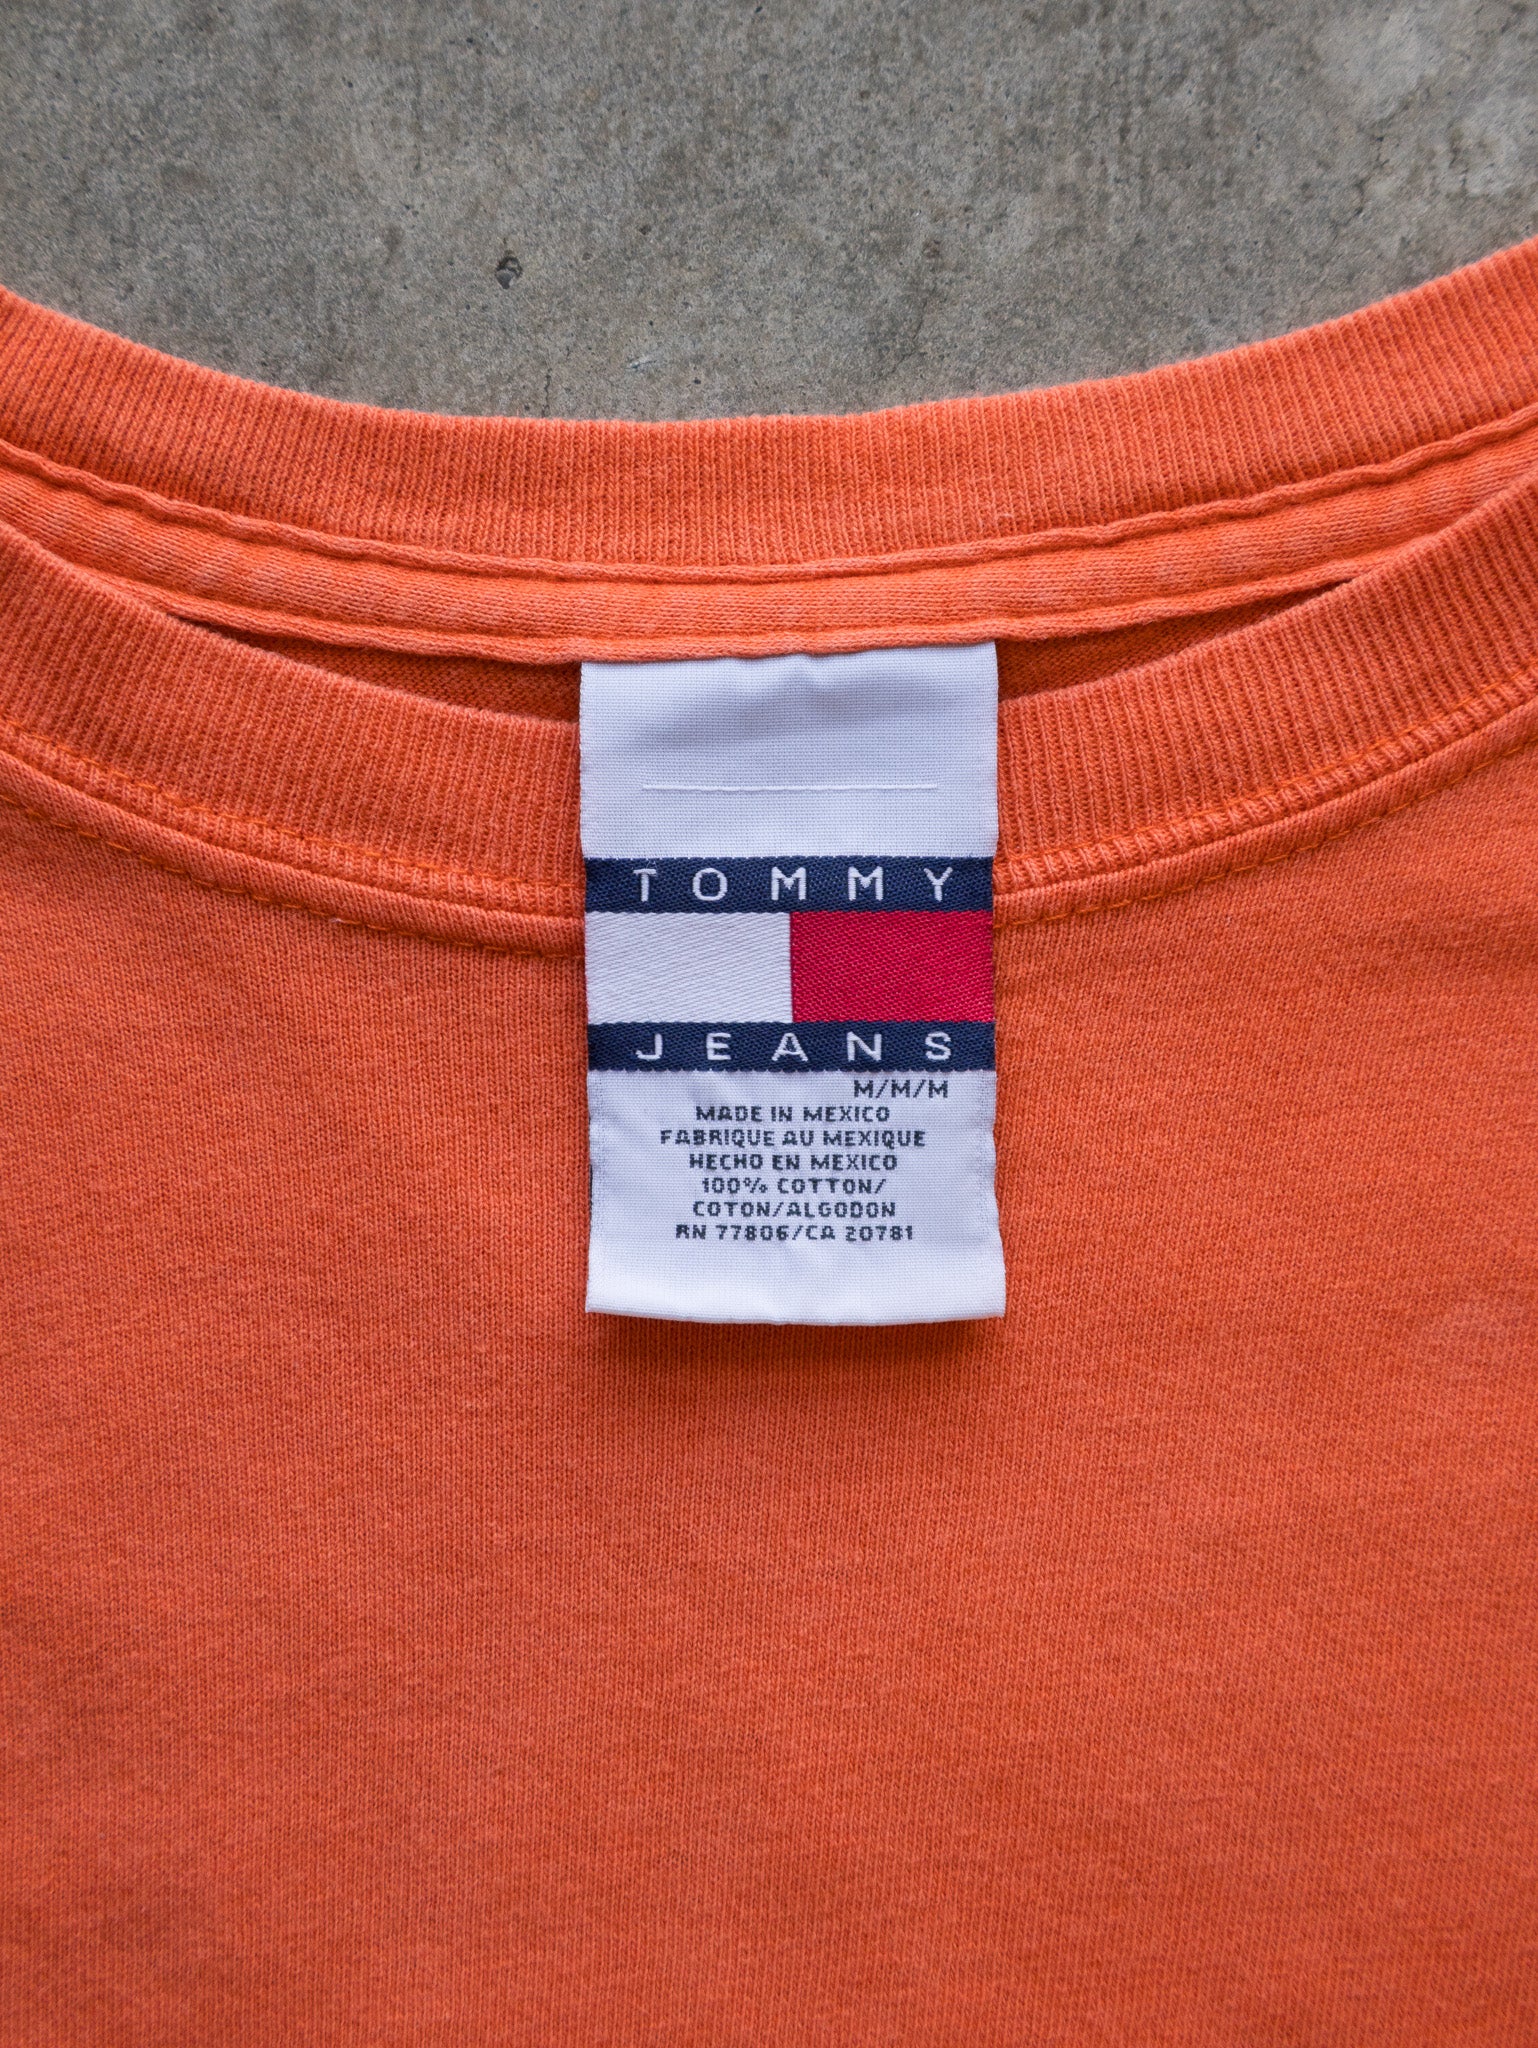 TOMMY
JEANS
M/M/M
MADE IN MEXICO
FABRIQUE AU MEXIQUE
HECHO EN MEXICO
100% COTTON/
COTON/ALGODON
RN 77806/CA 20781